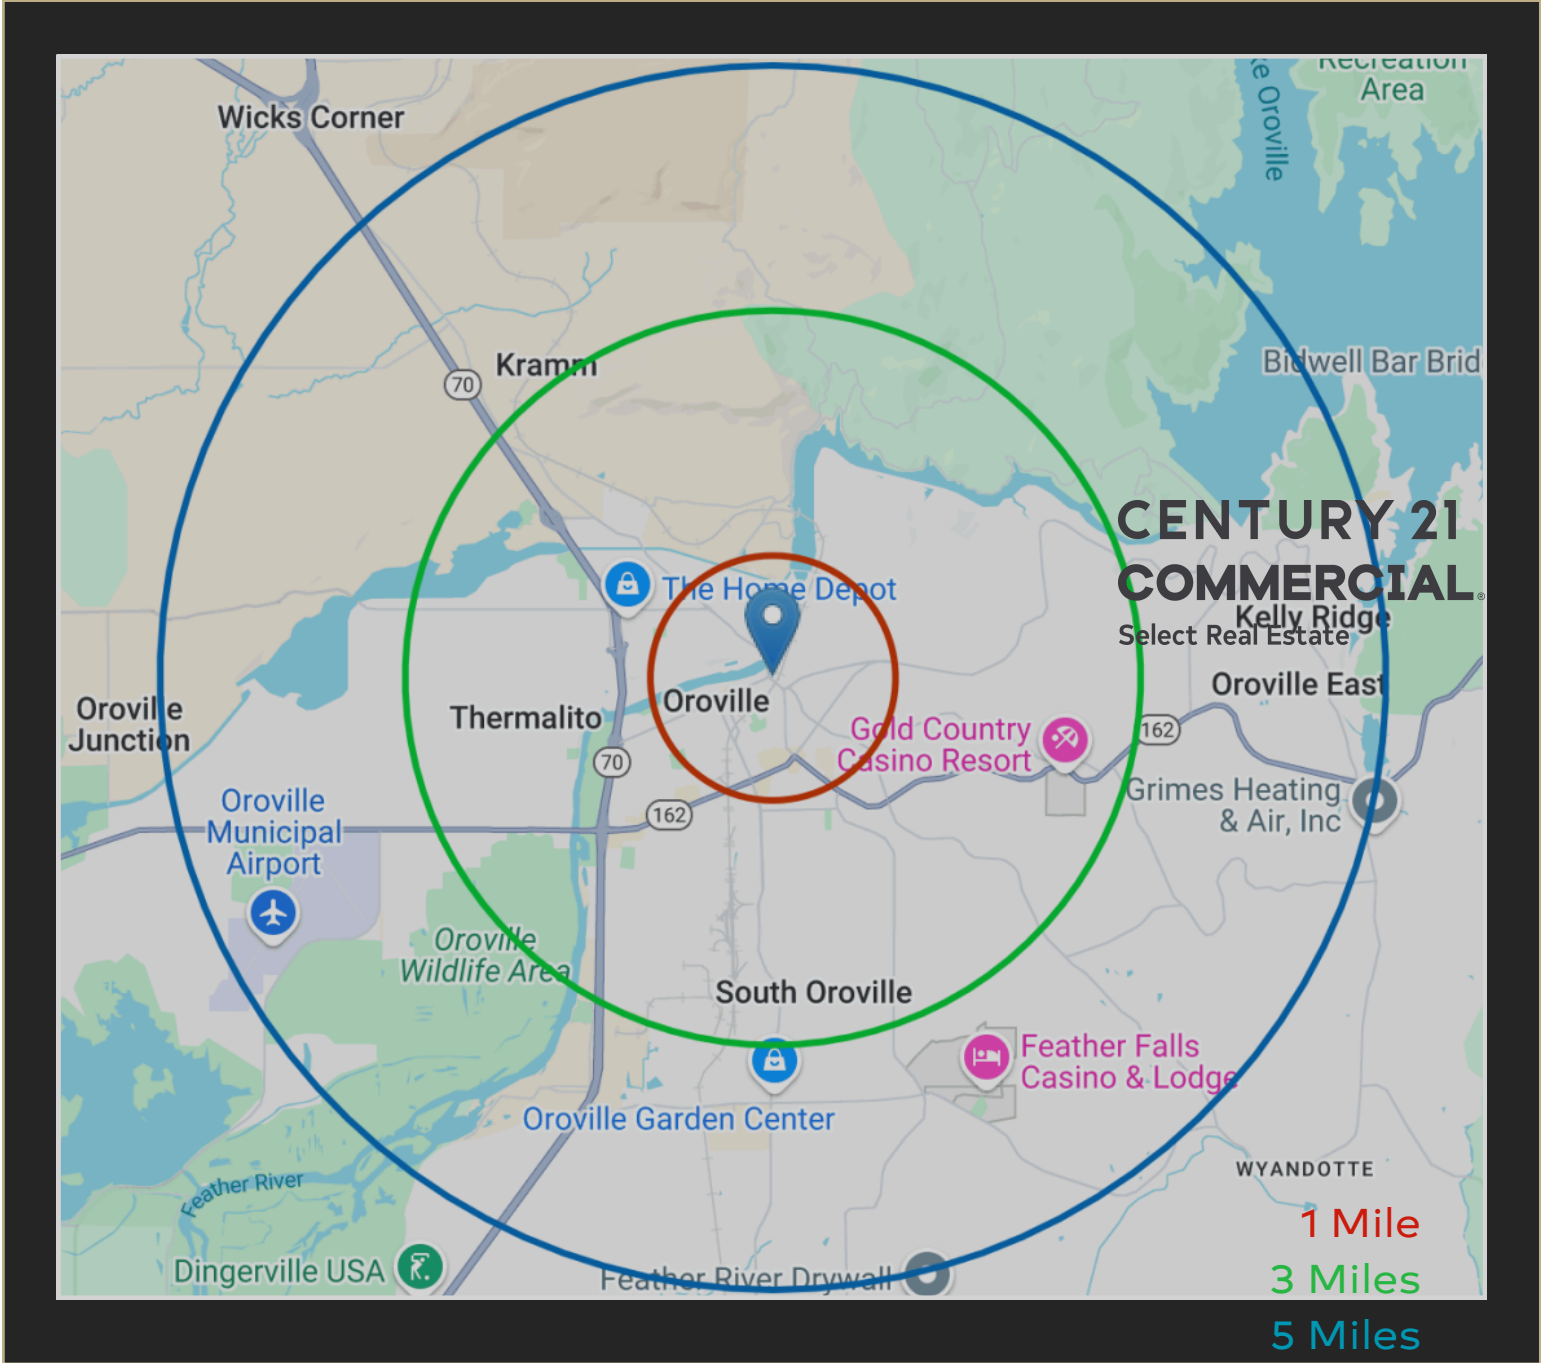 Recreation
Area
ke Oroville
Wicks Corner
Bidwell Bar Brid
Kramm
70
CENTURY 21
COMMERCIAL®
Select Real Estate
The Home Depot
Kelly Ridge
Oroville East
Oroville
Junction
Thermalito
Oroville
Gold Country
Casino Resort
162
70
Grimes Heating
& Air, Inc
162
Oroville
Municipal
Airport
Oroville
Wildlife Area
South Oroville
Feather Falls
Casino & Lodge
Oroville Garden Center
WYANDOTTE
Feather River
1 Mile
Dingerville USA
Feather River Drywall
3 Miles
5 Miles